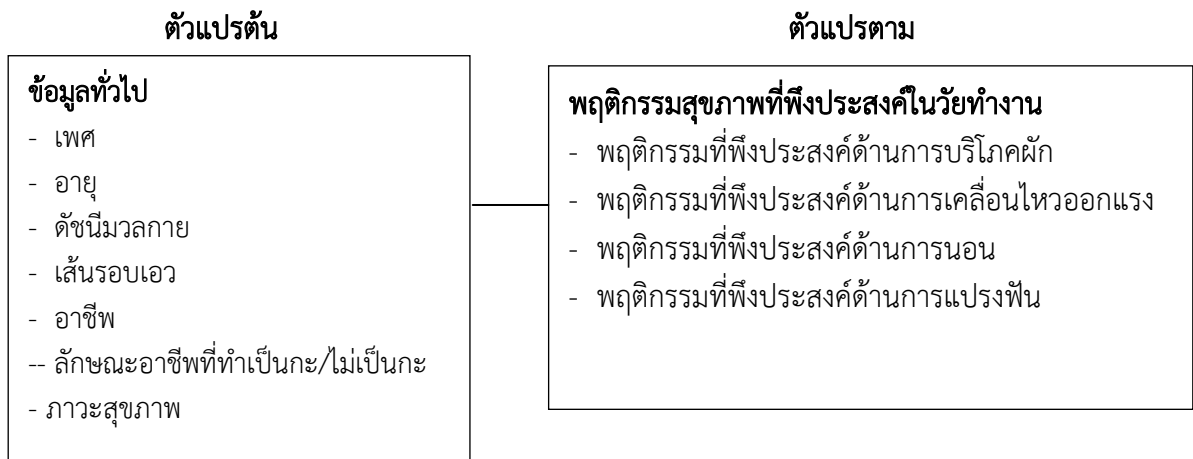 ตัวแปรต้น
ข้อมูลทั่วไป
- เพศ
- อายุ
- ดัชนีมวลกาย
- เส้นรอบเอว
- อาชีพ
-- ลักษณะอาชีพที่ทำเป็นกะ/ไม่เป็นกะ
- ภาวะสุขภาพ
ตัวแปรตาม
พฤติกรรมสุขภาพที่พึงประสงค์ในวัยทำงาน
- พฤติกรรมที่พึงประสงค์ด้านการบริโภคผัก
- พฤติกรรมที่พึงประสงค์ด้านการเคลื่อนไหวออกแรง
- พฤติกรรมที่พึงประสงค์ด้านการนอน
- พฤติกรรมที่พึงประสงค์ด้านการแปรงฟัน